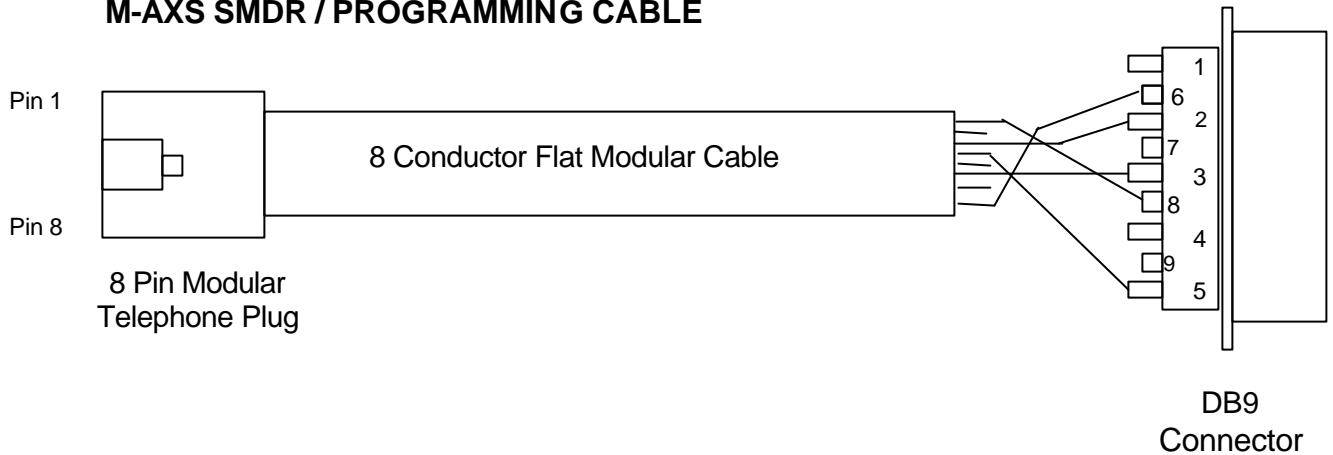 M-AXS SMDR / PROGRAMMING CABLE
Pin 1
Pin 8
8 Conductor Flat Modular Cable
8 Pin Modular
Telephone Plug
1
6
2
7
3
8
4
9
5
DB9
Connector